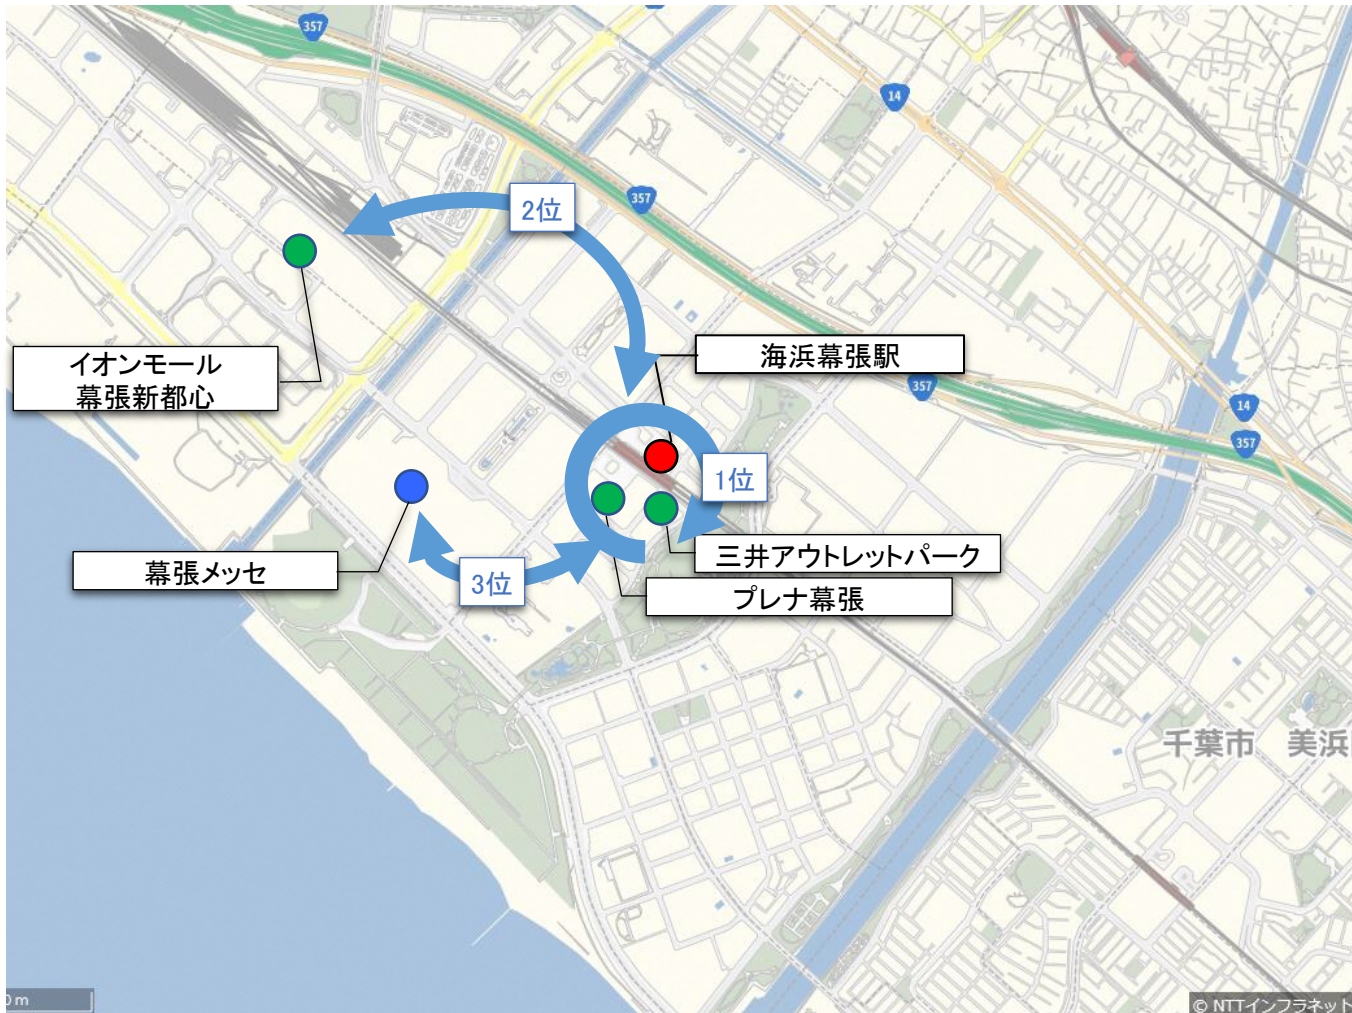 357
14
2位
357
海浜幕張駅
イオンモール
幕張新都心
357
14
357
1位
三井アウトレットパーク
幕張メッセ
3位
プレナ幕張
千葉市 美浜
0 m
© NTTインフラネット